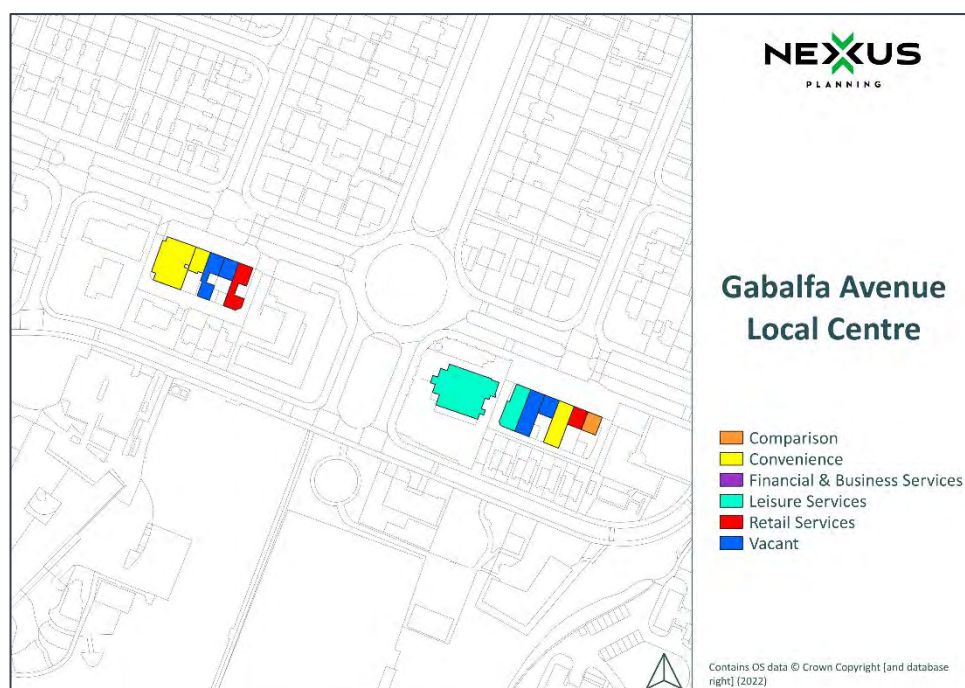 NEXUS
PLANNING
Gabalfa Avenue
Local Centre
Comparison
Convenience
Financial & Business Services
Leisure Services
Retail Services
Vacant
Contains OS data © Crown Copyright [and database
right] (2022)